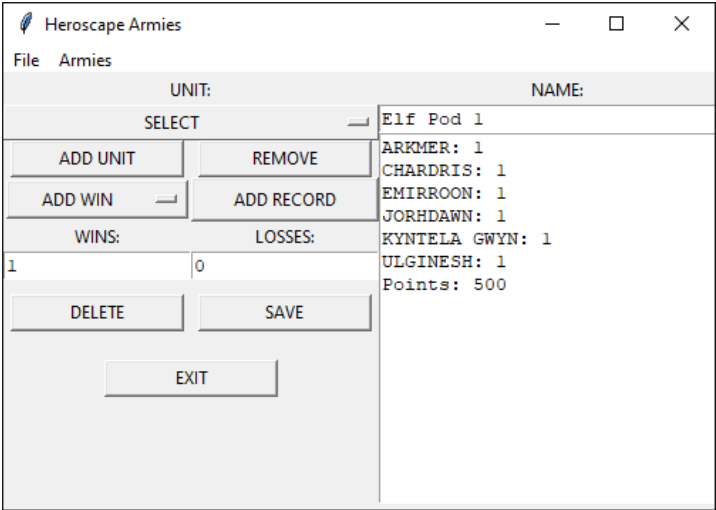 Heroscape Armies
File Armies
UNIT:
SELECT
ADD UNIT REMOVE
ADD WIN ADD RECORD
WINS: LOSSES:
1 0
DELETE SAVE
EXIT
NAME:
Elf Pod 1
ARKMER: 1
CHARDRIS: 1
EMIRROON: 1
JORHDAWN: 1
KYNTELA GWYN: 1
ULGINESH: 1
Points: 500